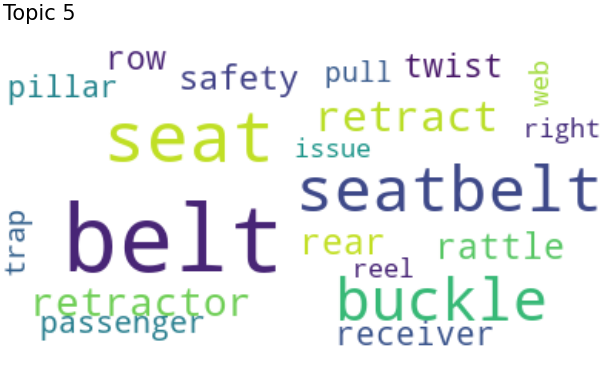 Topic 5
row
pillar
safety
pull
twist
web
seat
retract
right
issue
seatbelt
belt
trap
rear
rattle
reel
retractor
buckle
passenger
receiver